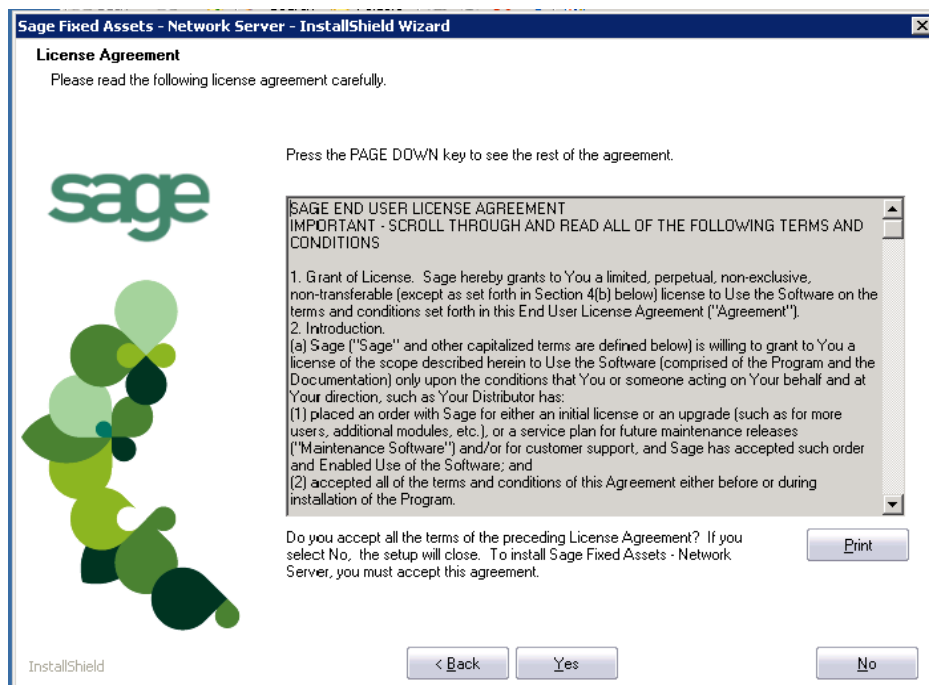 Sage Fixed Assets - Network Server - InstallShield Wizard
License Agreement
Please read the following license agreement carefully.
Press the PAGE DOWN key to see the rest of the agreement.
sage
SAGE END USER LICENSE AGREEMENT
IMPORTANT - SCROLL THROUGH AND READ ALL OF THE FOLLOWING TERMS AND
CONDITIONS
1. Grant of License.  Sage hereby grants to You a limited, perpetual, non-exclusive,
non-transferable (except as set forth in Section 4(b) below) license to Use the Software on the
terms and conditions set forth in this End User License Agreement ("Agreement").
2. Introduction.
(a) Sage ("Sage" and other capitalized terms are defined below) is willing to grant to You a
license of the scope described herein to Use the Software (comprised of the Program and the
Documentation) only upon the conditions that You or someone acting on Your behalf and at
Your direction, such as Your Distributor has:
(1) placed an order with Sage for either an initial license or an upgrade (such as for more
users, additional modules, etc.), or a service plan for future maintenance releases
("Maintenance Software") and/or for customer support, and Sage has accepted such order
and Enabled Use of the Software; and
(2) accepted all of the terms and conditions of this Agreement either before or during
installation of the Program.
Do you accept all the terms of the preceding License Agreement?  If you
select No,  the setup will close.  To install Sage Fixed Assets - Network
Server, you must accept this agreement.
Print
InstallShield
< Back
Yes
No